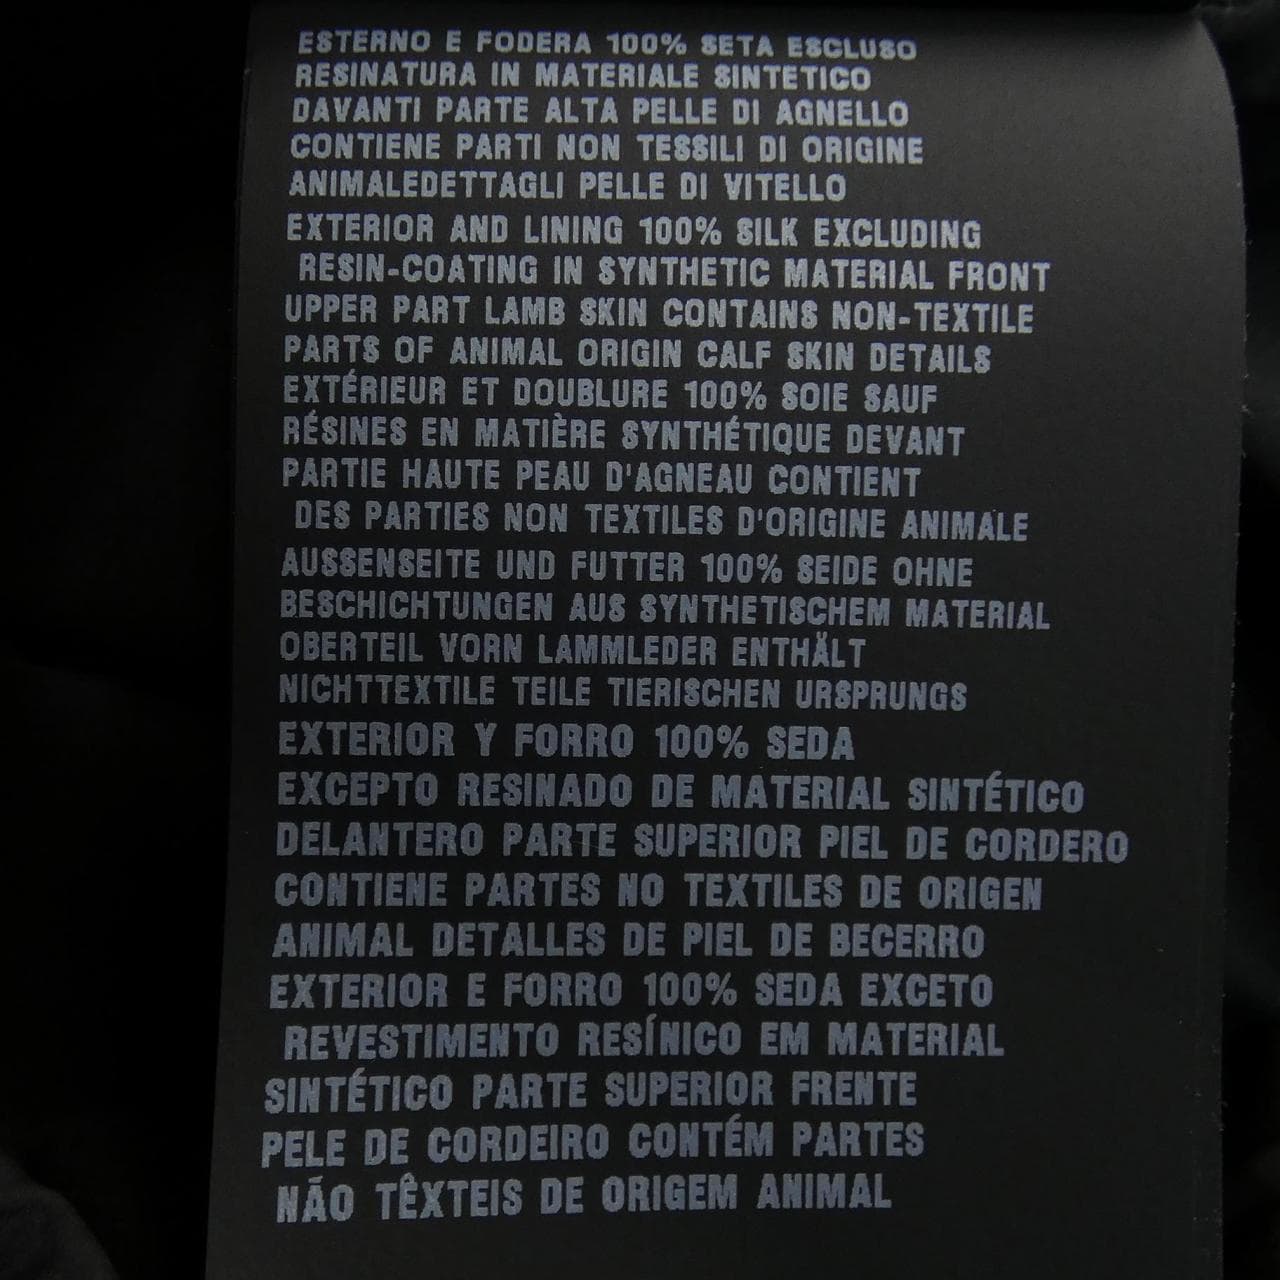 ESTERNO E FODERA 100% SETA ESCLUSO
RESINATURA IN MATERIALE SINTETICO
DAVANTI PARTE ALTA PELLE DI AGNELLO
CONTIENE PARTI NON TESSILI DI ORIGINE
ANIMALEDETTAGLI PELLE DI VITELLO
EXTERIOR AND LINING 100% SILK EXCLUDING
RESIN-COATING IN SYNTHETIC MATERIAL FRONT
UPPER PART LAMB SKIN CONTAINS NON-TEXTILE
PARTS OF ANIMAL ORIGIN CALF SKIN DETAILS
EXTÉRIEUR ET DOUBLURE 100% SOIE SAUF
RÉSINES EN MATIÈRE SYNTHÉTIQUE DEVANT
PARTIE HAUTE PEAU D'AGNEAU CONTIENT
DES PARTIES NON TEXTILES D'ORIGINE ANIMALE
AUSSENSEITE UND FUTTER 100% SEIDE OHNE
BESCHICHTUNGEN AUS SYNTHETISCHEM MATERIAL
OBERTEIL VORN LAMMLEDER ENTHÄLT
NICHTTEXTILE TEILE TIERISCHEN URSPRUNGS
EXTERIOR Y FORRO 100% SEDA
EXCEPTO RESINADO DE MATERIAL SINTÉTICO
DELANTERO PARTE SUPERIOR PIEL DE CORDERO
CONTIENE PARTES NO TEXTILES DE ORIGEN
ANIMAL DETALLES DE PIEL DE BECERRO
EXTERIOR E FORRO 100% SEDA EXCETO
REVESTIMENTO RESÍNICO EM MATERIAL
SINTÉTICO PARTE SUPERIOR FRENTE
PELE DE CORDEIRO CONTÉM PARTES
NÃO TÊXTEIS DE ORIGEM ANIMAL